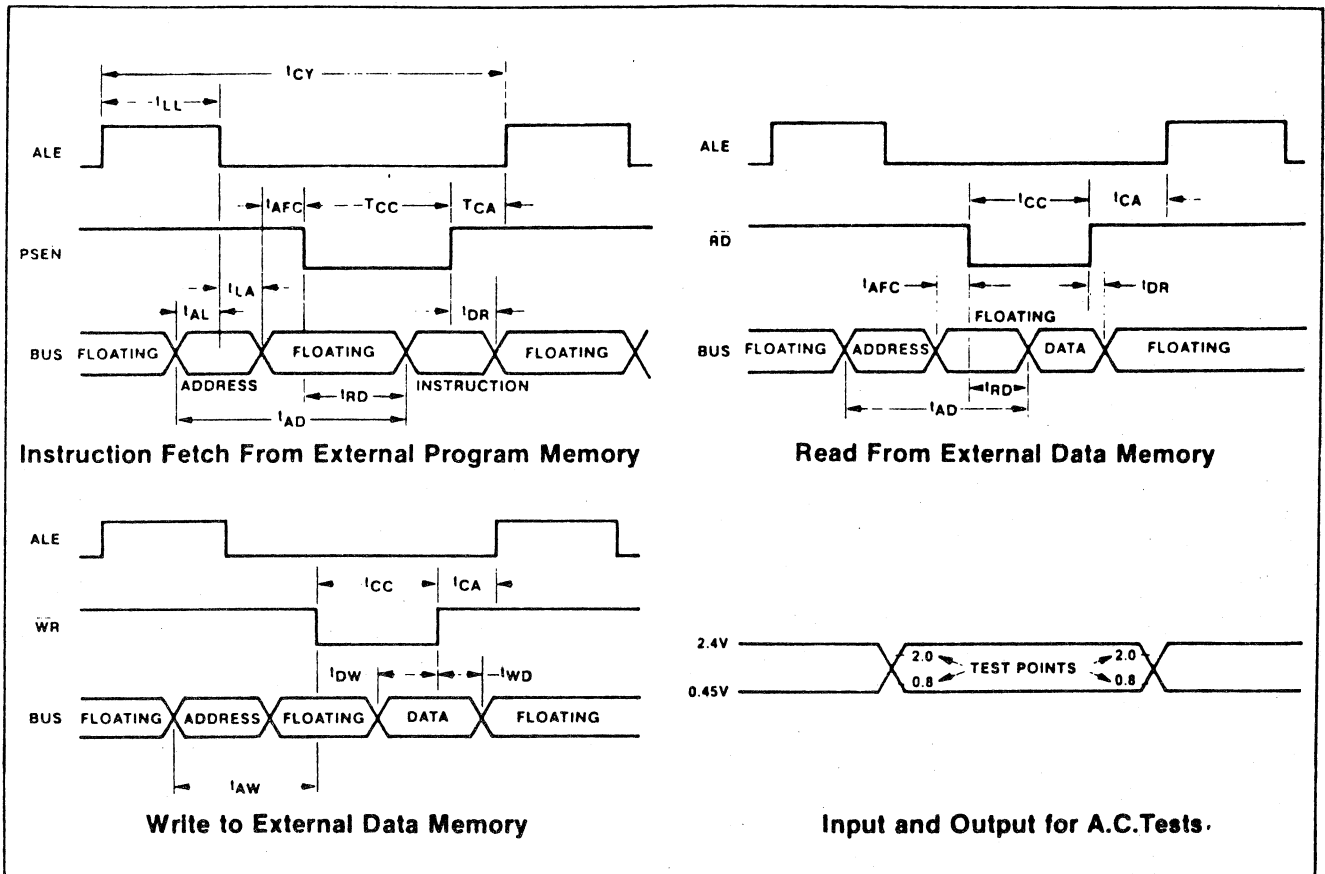 tCY
tLL
ALE
tAFC TCC TCA
PSEN
tLA
tAL tDR
BUS FLOATING FLOATING FLOATING
ADDRESS INSTRUCTION
tRD
tAD
Instruction Fetch From External Program Memory
ALE
tCC tCA
RD
tAFC tDR
FLOATING
BUS FLOATING ADDRESS DATA FLOATING
tRD
tAD
Read From External Data Memory
ALE
tCC tCA
WR
tDW tWD
BUS FLOATING ADDRESS FLOATING DATA FLOATING
tAW
Write to External Data Memory
2.4V
2.0 TEST POINTS 2.0
0.8 0.8
0.45V
Input and Output for A.C.Tests.